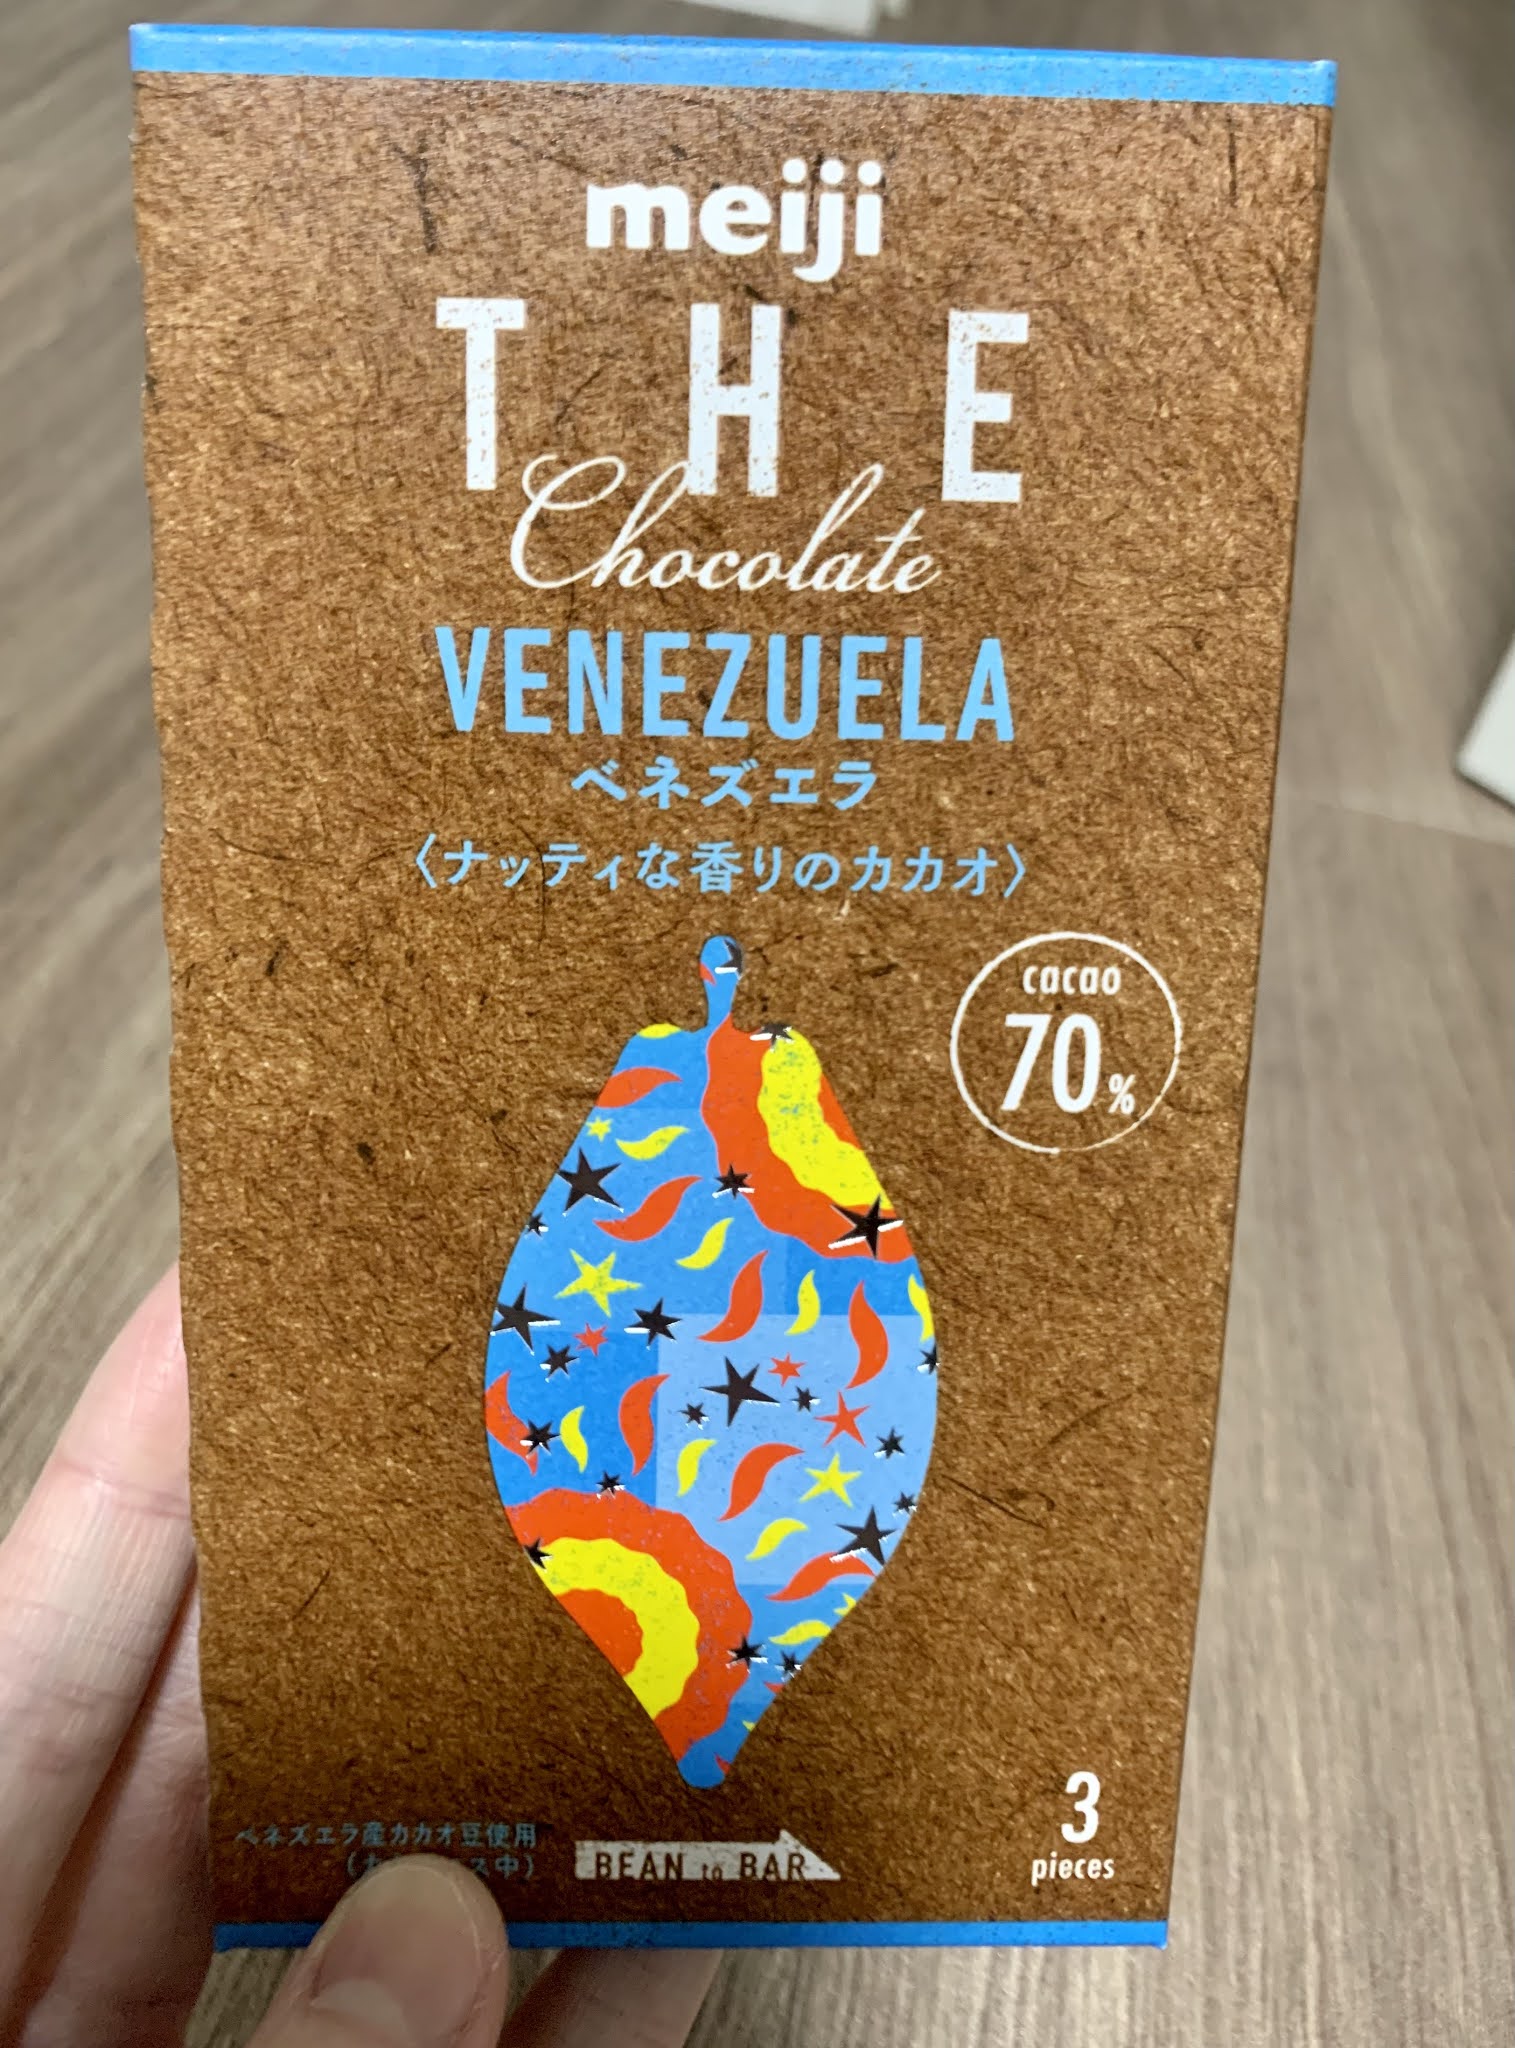 meiji
THE
Chocolate
VENEZUELA
ベネズエラ
〈ナッティな香りのカカオ〉
cacao
70%
3
pieces
ベネズエラ産カカオ豆使用
BEAN to BAR